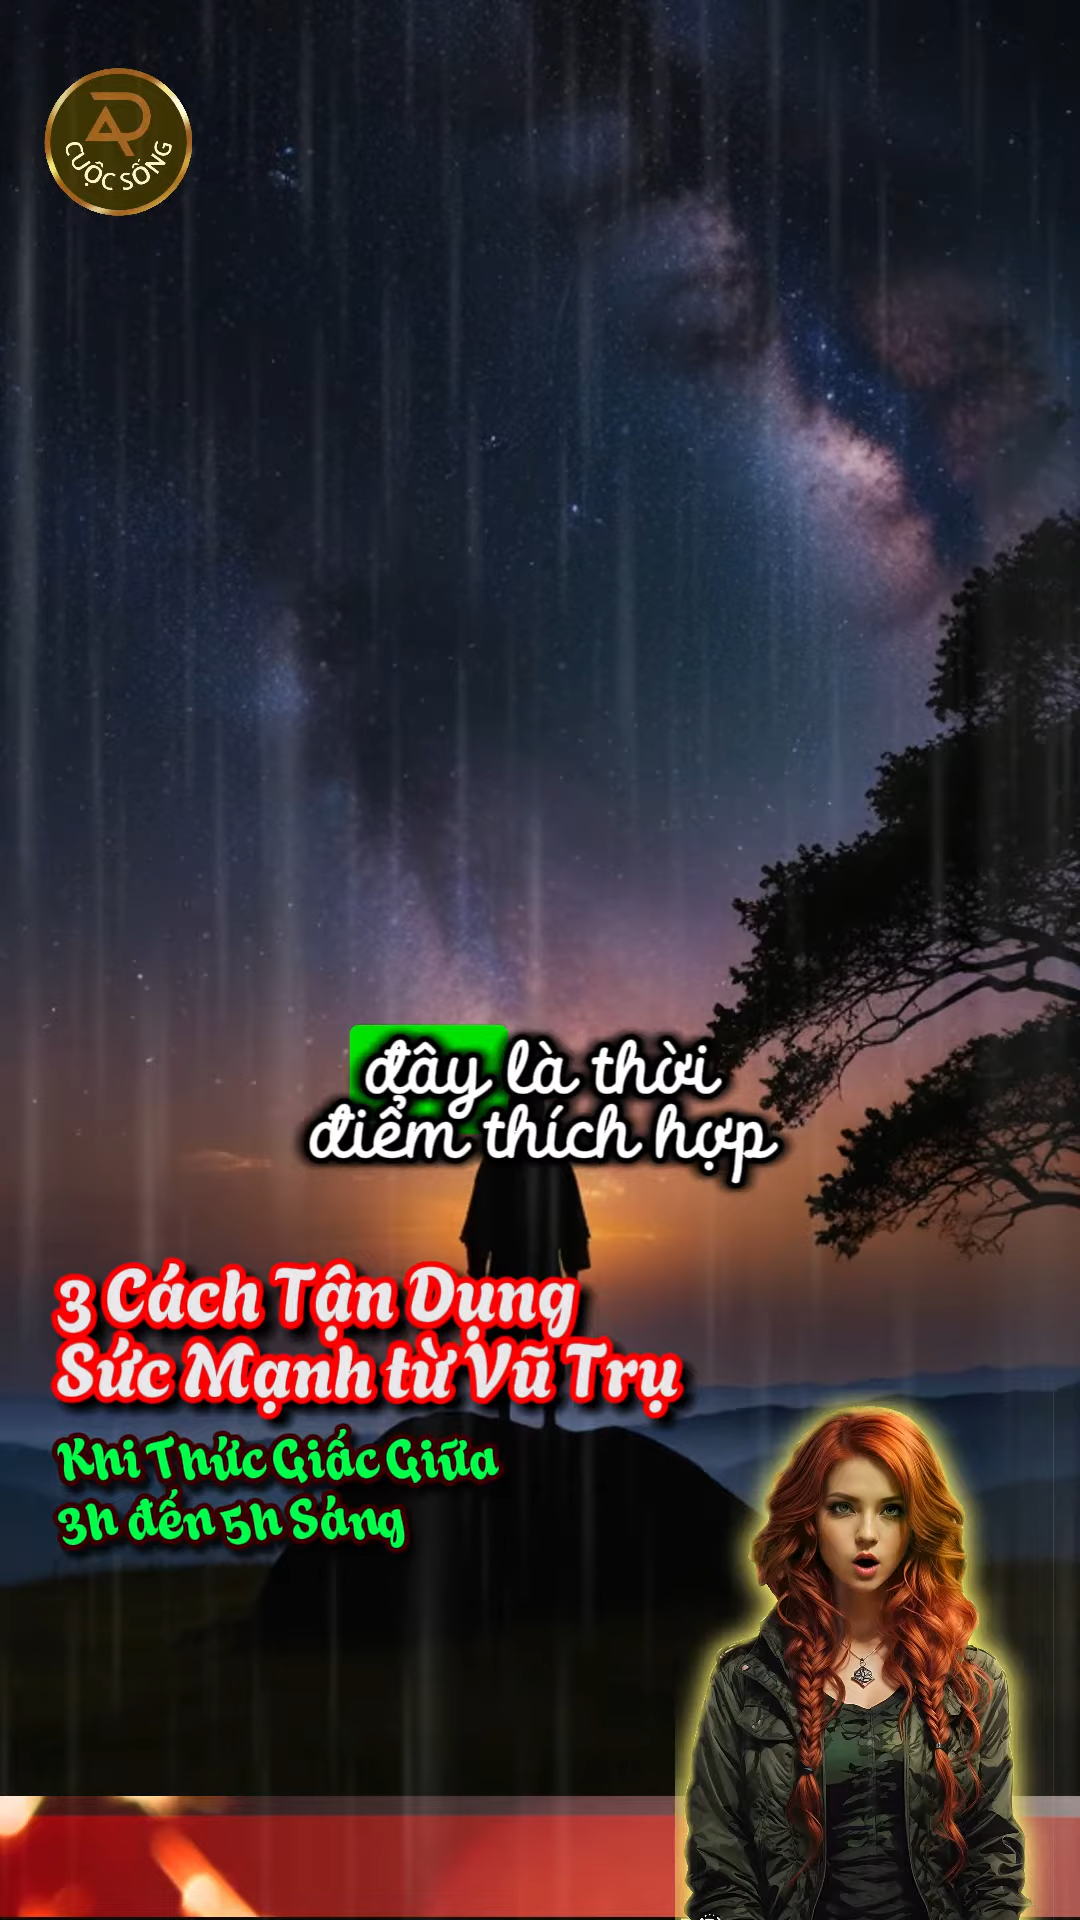 CUỘC SỐNG
đây là thời
điểm thích hợp
3 Cách Tận Dụng
Sức Mạnh từ Vũ Trụ
Khi Thức Giấc Giữa
3h đến 5h Sáng